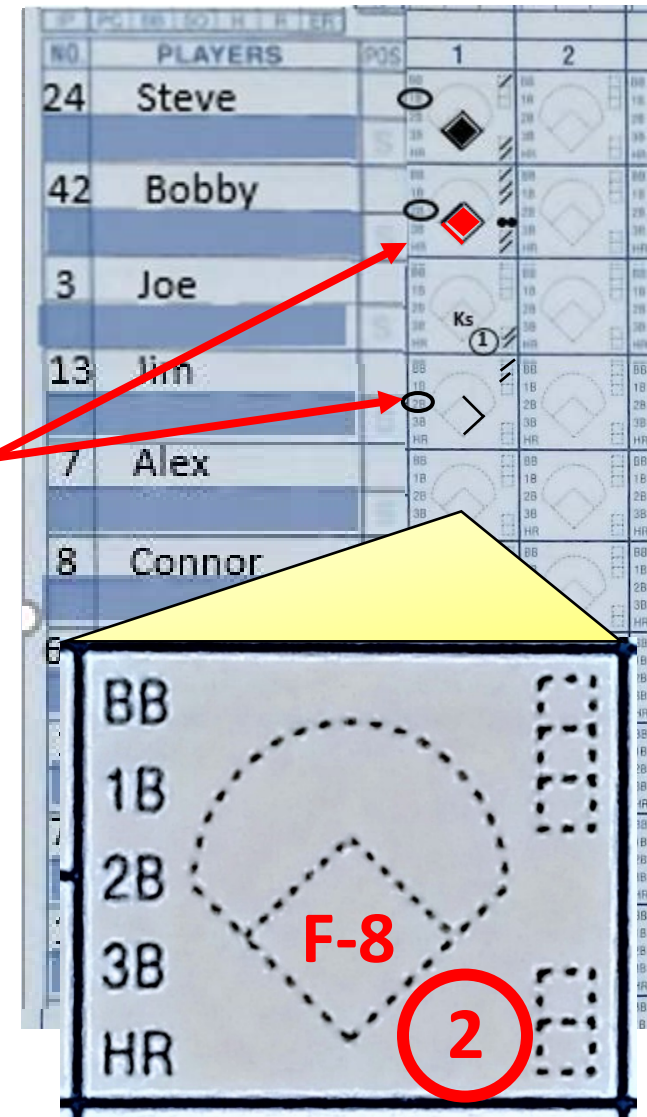 IP PC BB SO H R ER
NO. PLAYERS POS 1 2
24 Steve
42 Bobby
3 Joe
Ks
1
13 Jim
7 Alex
8 Connor
6
BB
1B
2B
3B
HR
F-8
2